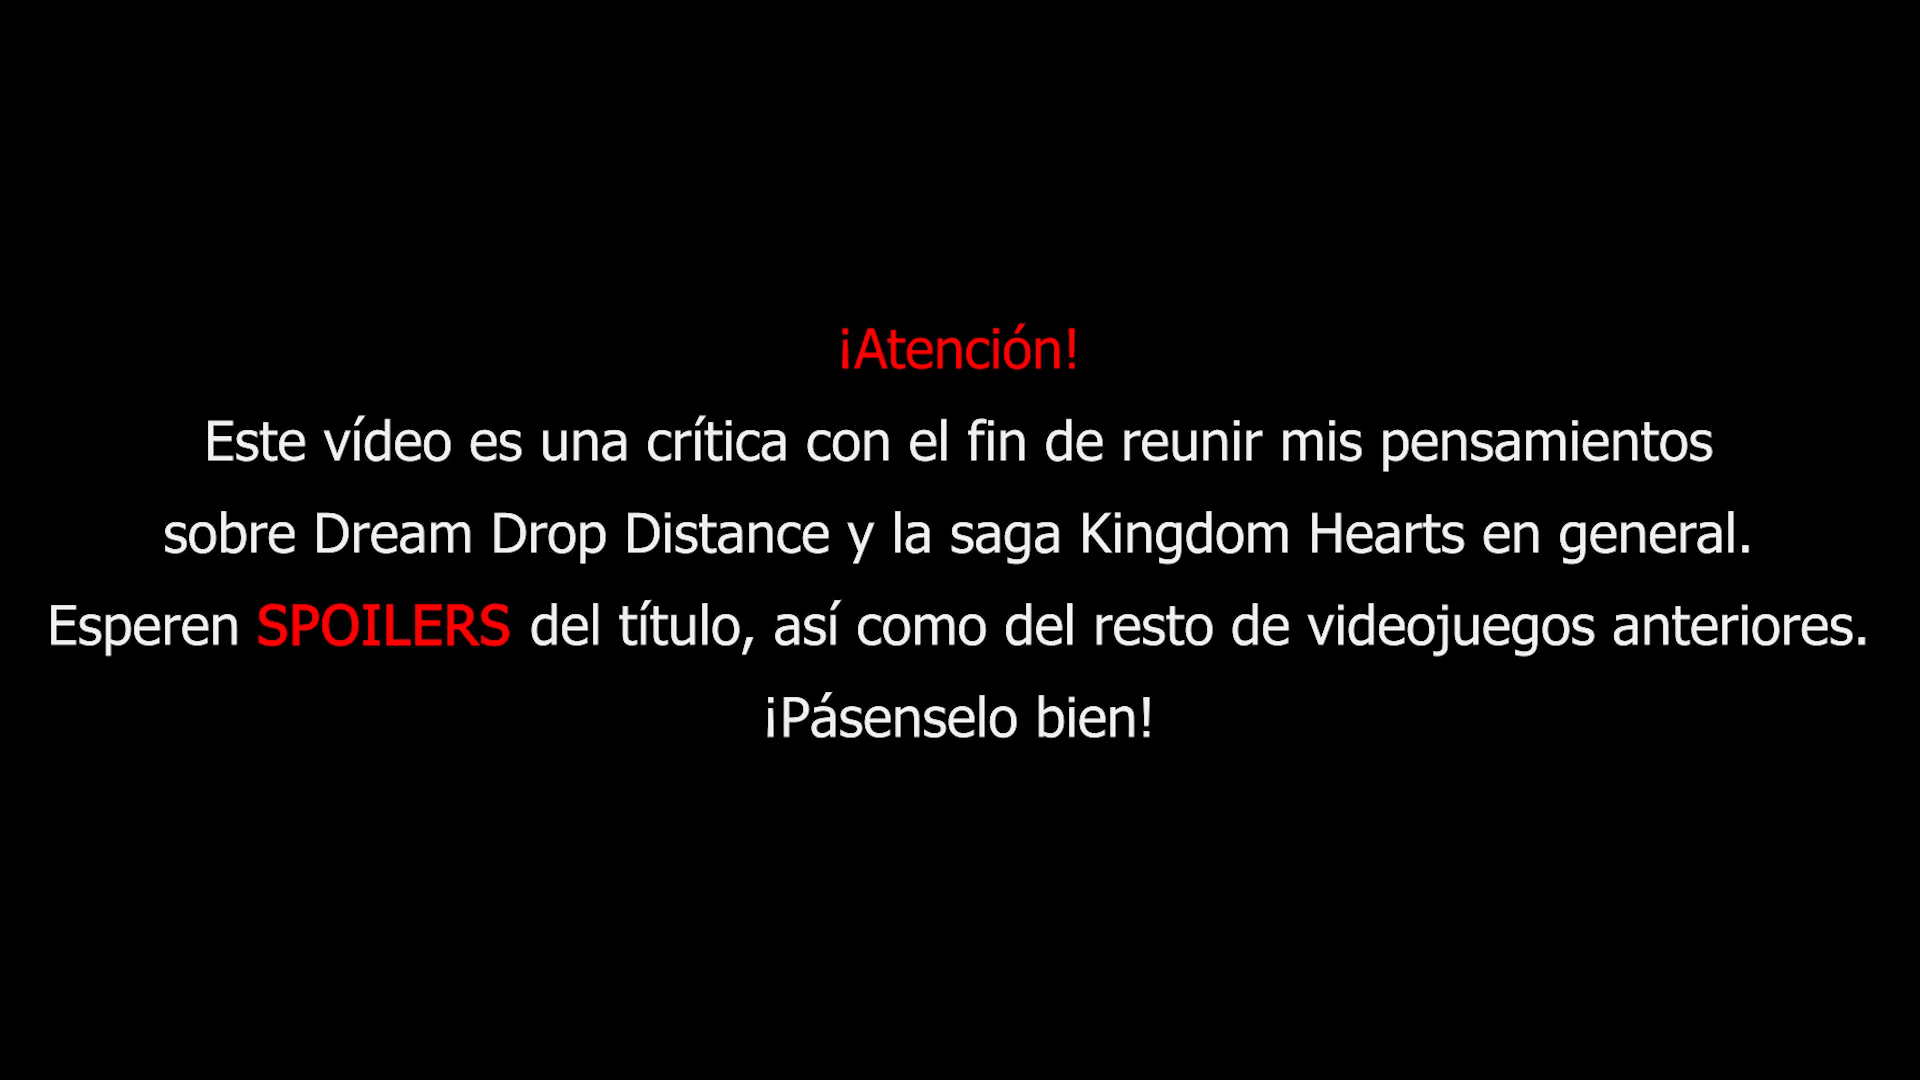 ¡Atención!
Este vídeo es una crítica con el fin de reunir mis pensamientos
sobre Dream Drop Distance y la saga Kingdom Hearts en general.
Esperen SPOILERS del título, así como del resto de videojuegos anteriores.
¡Pásenselo bien!